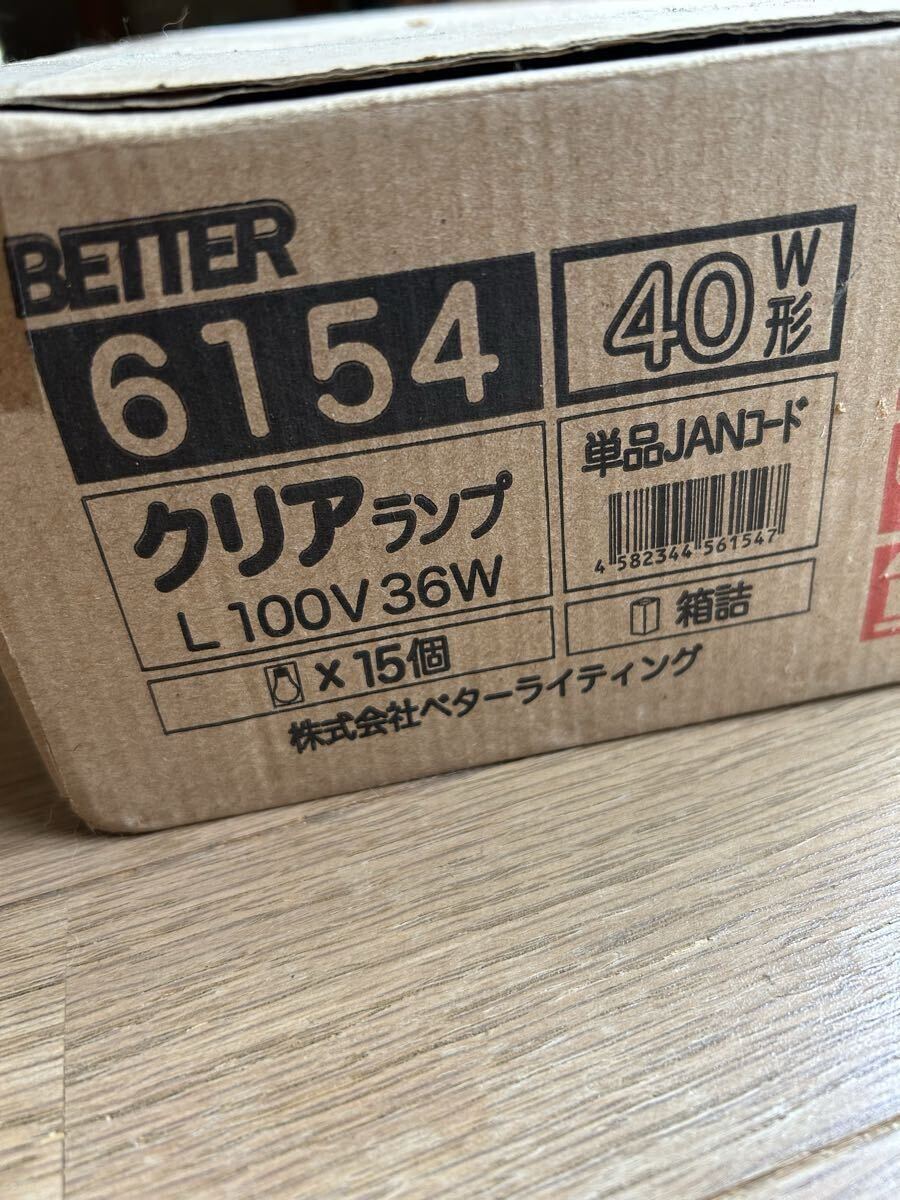 BETTER
6154
40W形
クリアランプ
L100V36W
単品JANコード
4 582344 561547
x 15個
箱詰
株式会社ベターライティング